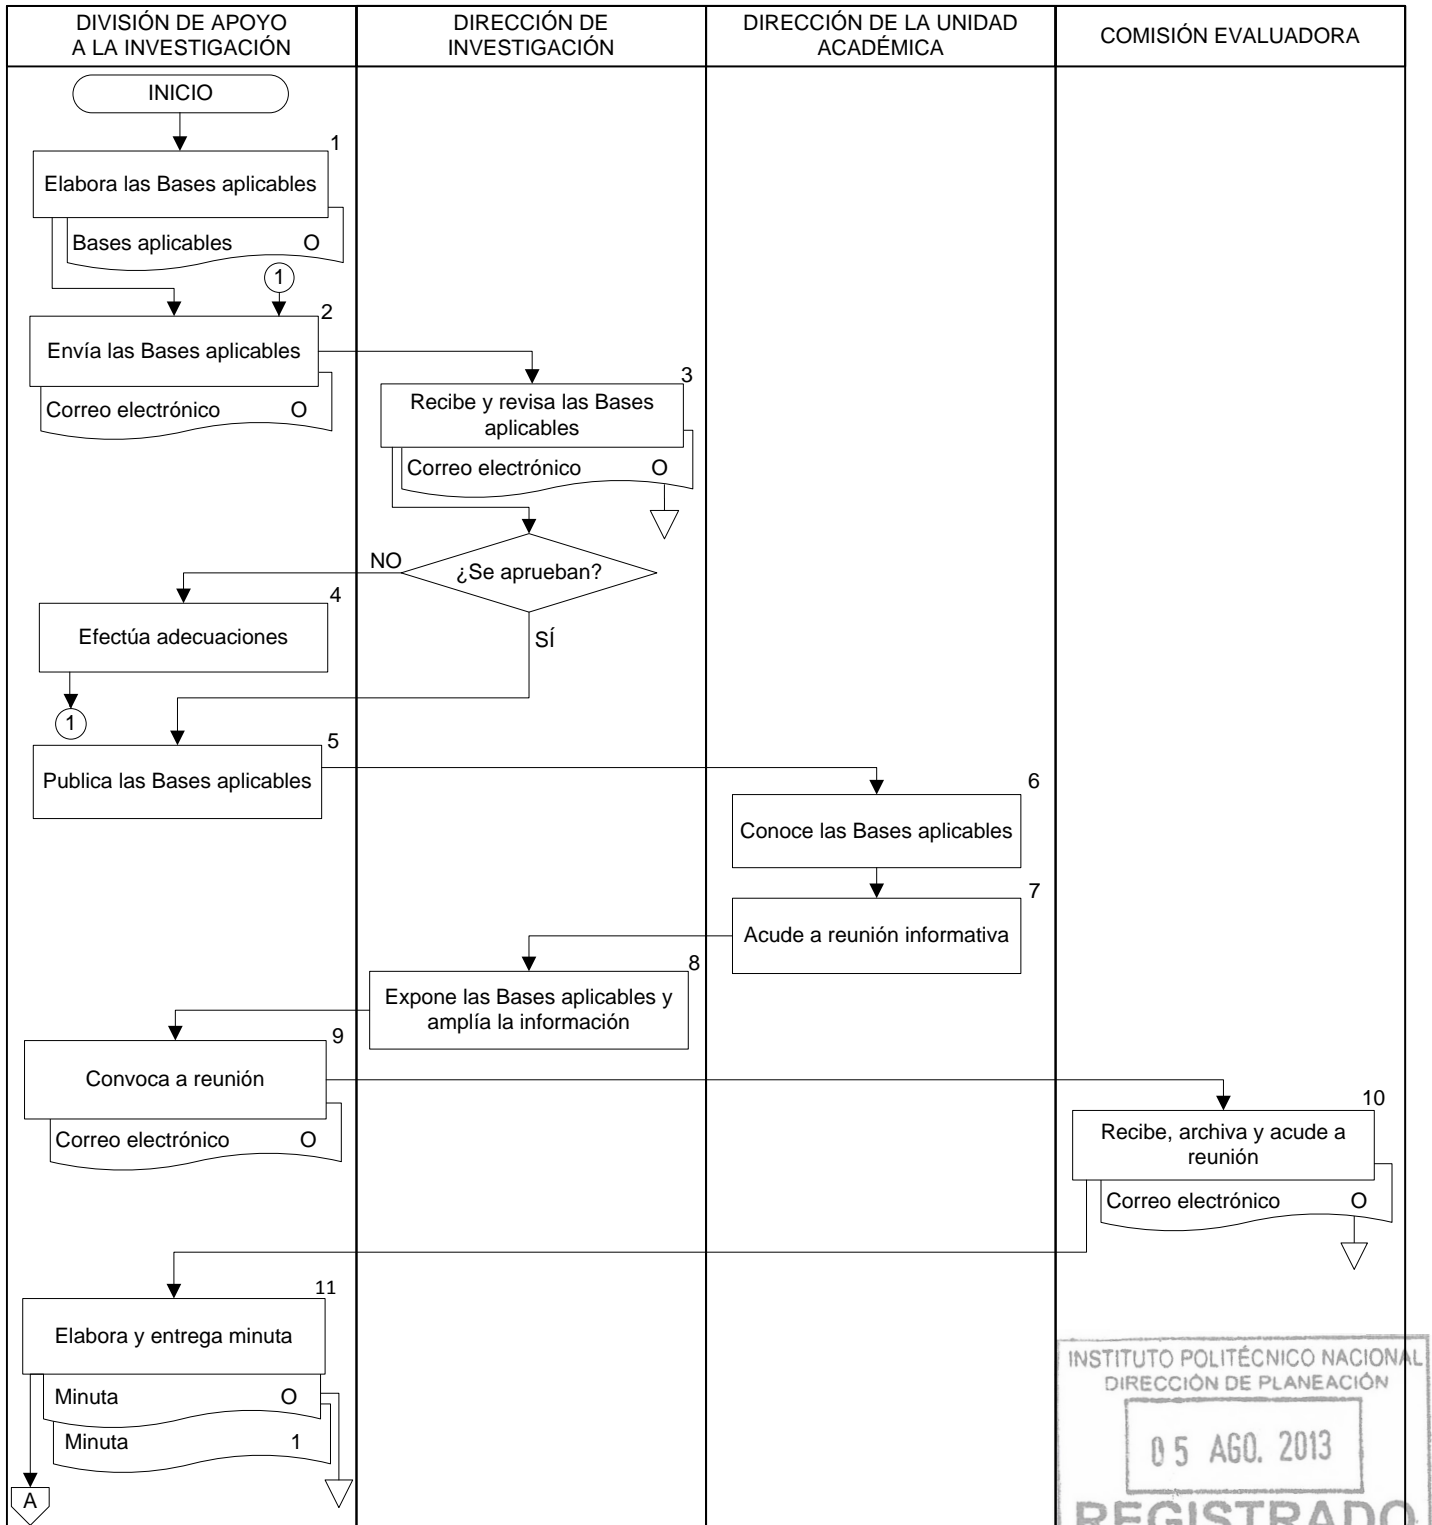 DIVISIÓN DE APOYO
A LA INVESTIGACIÓN
DIRECCIÓN DE
INVESTIGACIÓN
DIRECCIÓN DE LA UNIDAD
ACADÉMICA
COMISIÓN EVALUADORA
INICIO
1
Elabora las Bases aplicables
Bases aplicables O
1
2
Envía las Bases aplicables
Correo electrónico O
3
Recibe y revisa las Bases
aplicables
Correo electrónico O
¿Se aprueban?
NO
SÍ
4
Efectúa adecuaciones
1
5
Publica las Bases aplicables
6
Conoce las Bases aplicables
7
Acude a reunión informativa
8
Expone las Bases aplicables y
amplía la información
9
Convoca a reunión
Correo electrónico O
10
Recibe, archiva y acude a
reunión
Correo electrónico O
11
Elabora y entrega minuta
Minuta O
Minuta 1
A
INSTITUTO POLITÉCNICO NACIONAL
DIRECCIÓN DE PLANEACIÓN
05 AGO. 2013
REGISTRADO